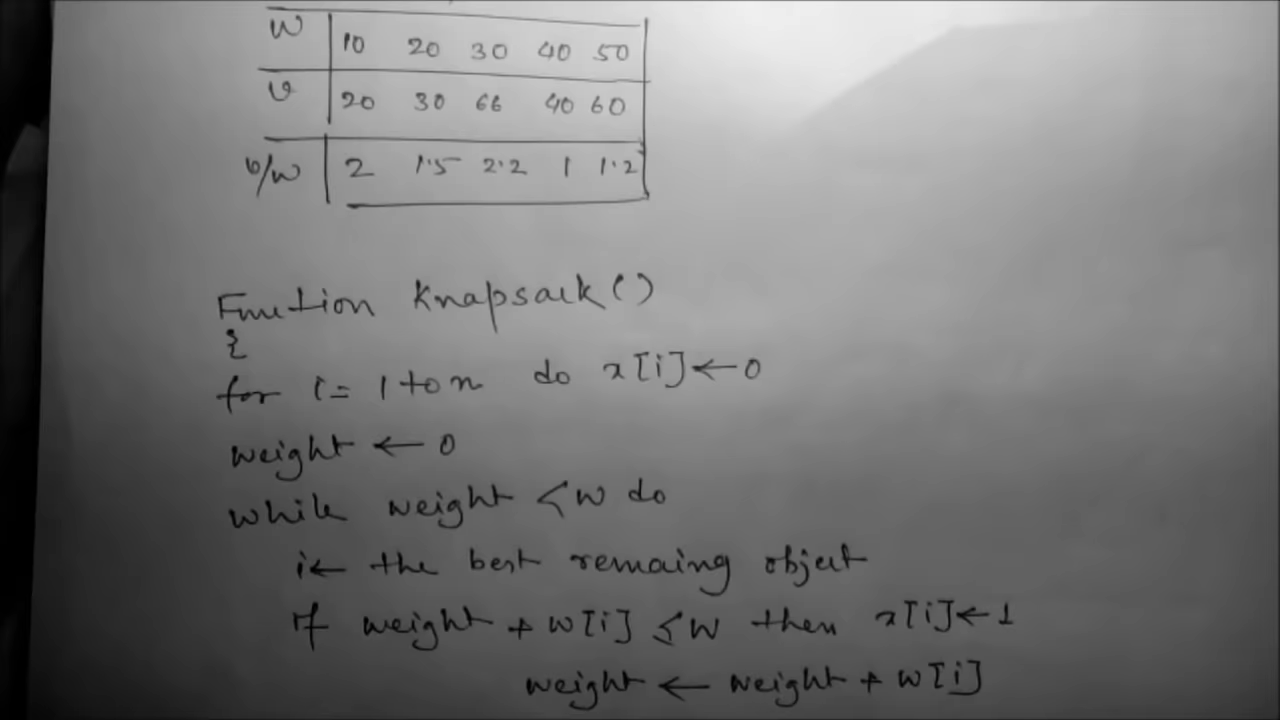 W 10 20 30 40 50
v 20 30 66 40 60
v/w 2 1.5 2.2 1 1.2
Function Knapsack()
{
for i = 1 to n do x[i] ← 0
weight ← 0
while weight < w do
i ← the best remaing object
If weight + w[i] ≤ W then x[i] ← 1
weight ← weight + w[i]